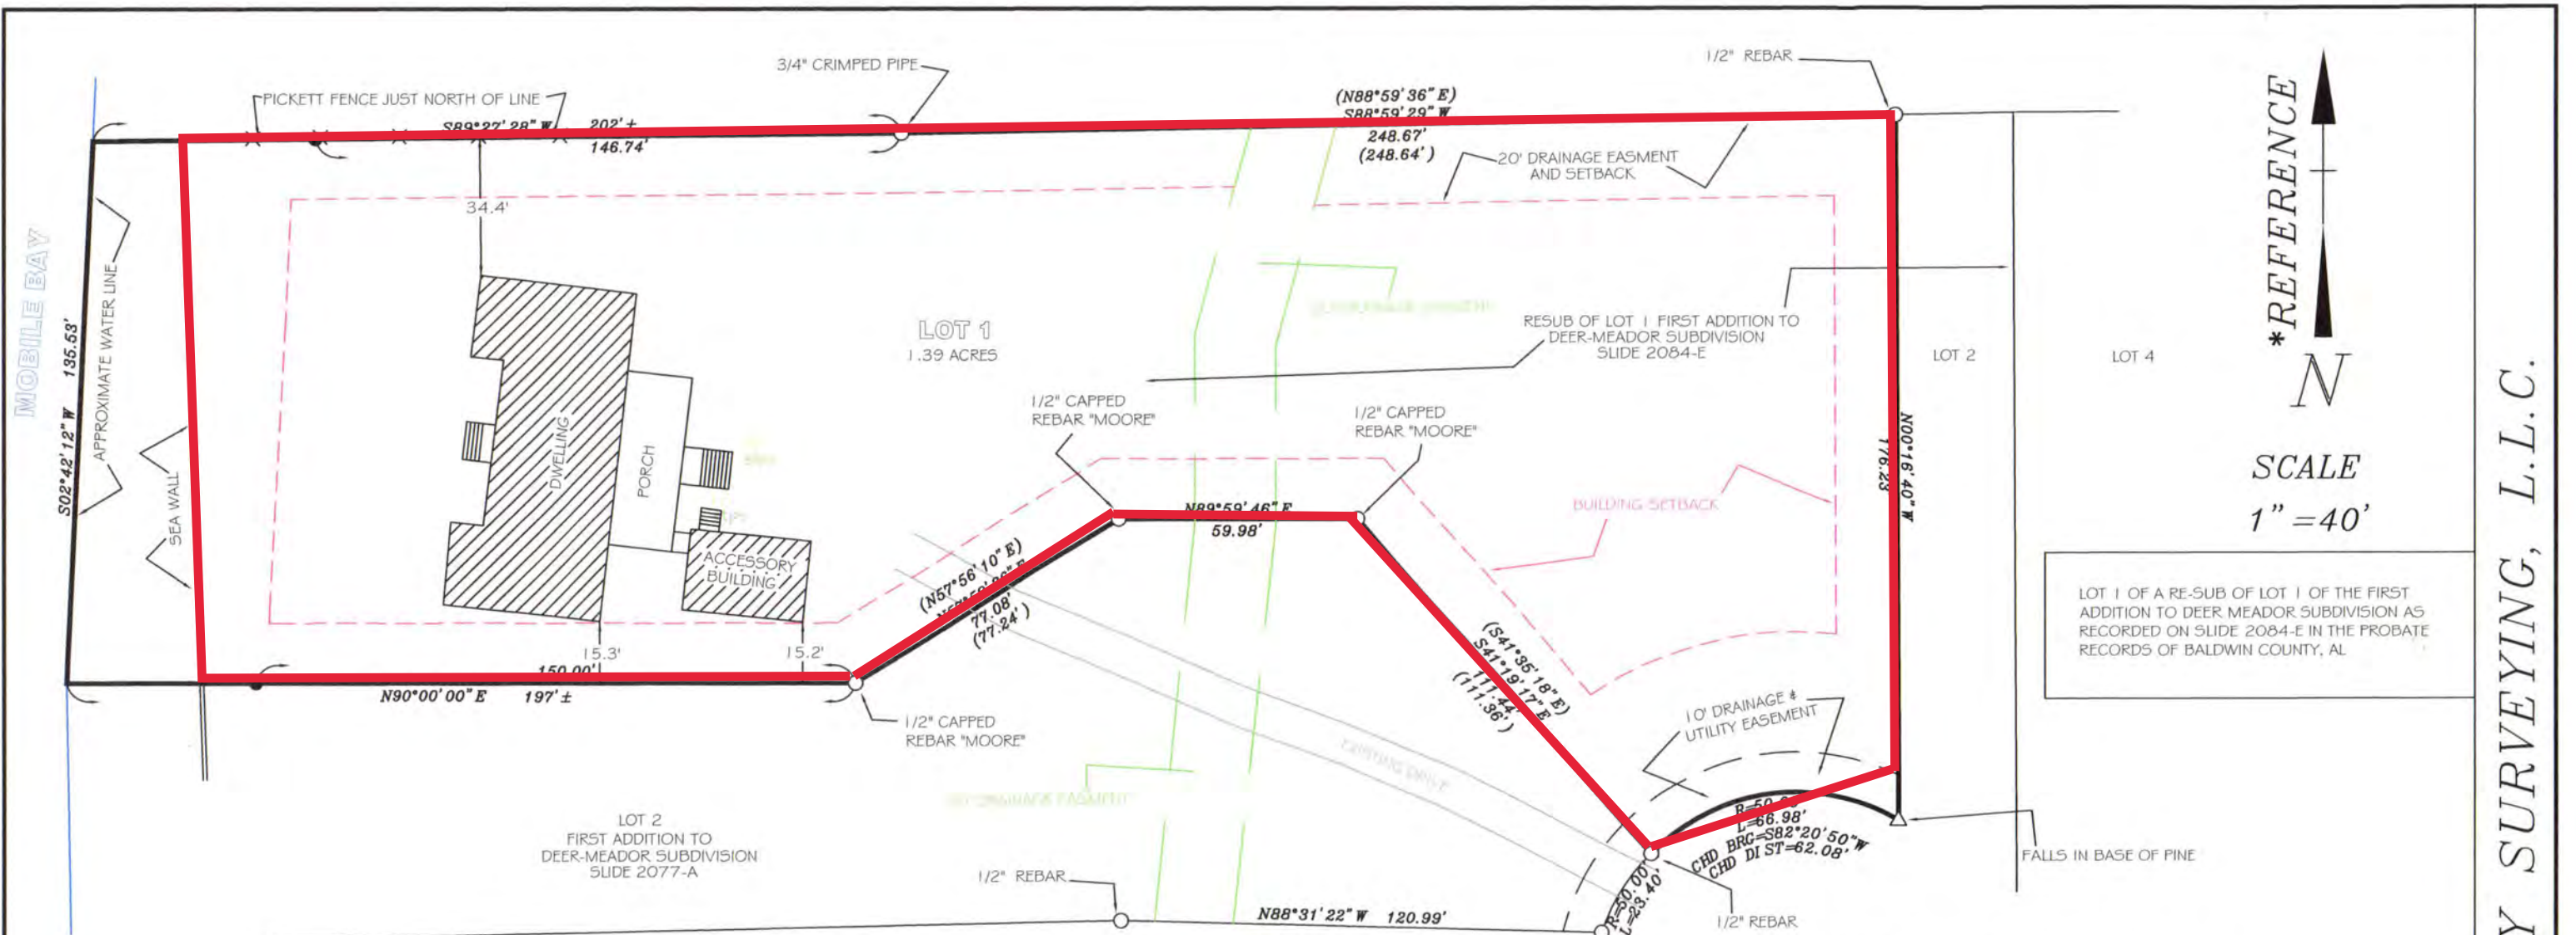 3/4" CRIMPED PIPE
1/2" REBAR
PICKETT FENCE JUST NORTH OF LINE
S89°27'28" W 202'±
146.74'
(N88°59'36" E)
S88°59'29" W
248.67'
(248.64')
20' DRAINAGE EASMENT
AND SETBACK
34.4'
MOBILE BAY
S02°42'12" W 135.53'
APPROXIMATE WATER LINE
SEA WALL
LOT 1
1.39 ACRES
RESUB OF LOT 1 FIRST ADDITION TO
DEER-MEADOR SUBDIVISION
SLIDE 2084-E
LOT 2
LOT 4
*REFERENCE
N
SCALE
1"=40'
1/2" CAPPED
REBAR "MOORE"
1/2" CAPPED
REBAR "MOORE"
DWELLING
PORCH
ACCESSORY
BUILDING
BUILDING SETBACK
N00°16'40" W
176.23
N89°59'46" E
59.98'
(N57°56'10" E)
77.08'
(77.24')
15.3'
15.2'
150.00'
N90°00'00" E 197'±
1/2" CAPPED
REBAR "MOORE"
(S41°35'18" E)
S41°19'17" E
111.44'
(111.36')
EXISTING DRIVE
10' DRAINAGE &
UTILITY EASEMENT
DRAINAGE EASMENT
LOT 1 OF A RE-SUB OF LOT 1 OF THE FIRST
ADDITION TO DEER MEADOR SUBDIVISION AS
RECORDED ON SLIDE 2084-E IN THE PROBATE
RECORDS OF BALDWIN COUNTY, AL
LOT 2
FIRST ADDITION TO
DEER-MEADOR SUBDIVISION
SLIDE 2077-A
L=66.98'
CHD BRG=S82°20'50"W
CHD DIST=62.08'
FALLS IN BASE OF PINE
1/2" REBAR
N88°31'22" W 120.99'
R=50.00'
L=23.40'
1/2" REBAR
Y SURVEYING, L.L.C.